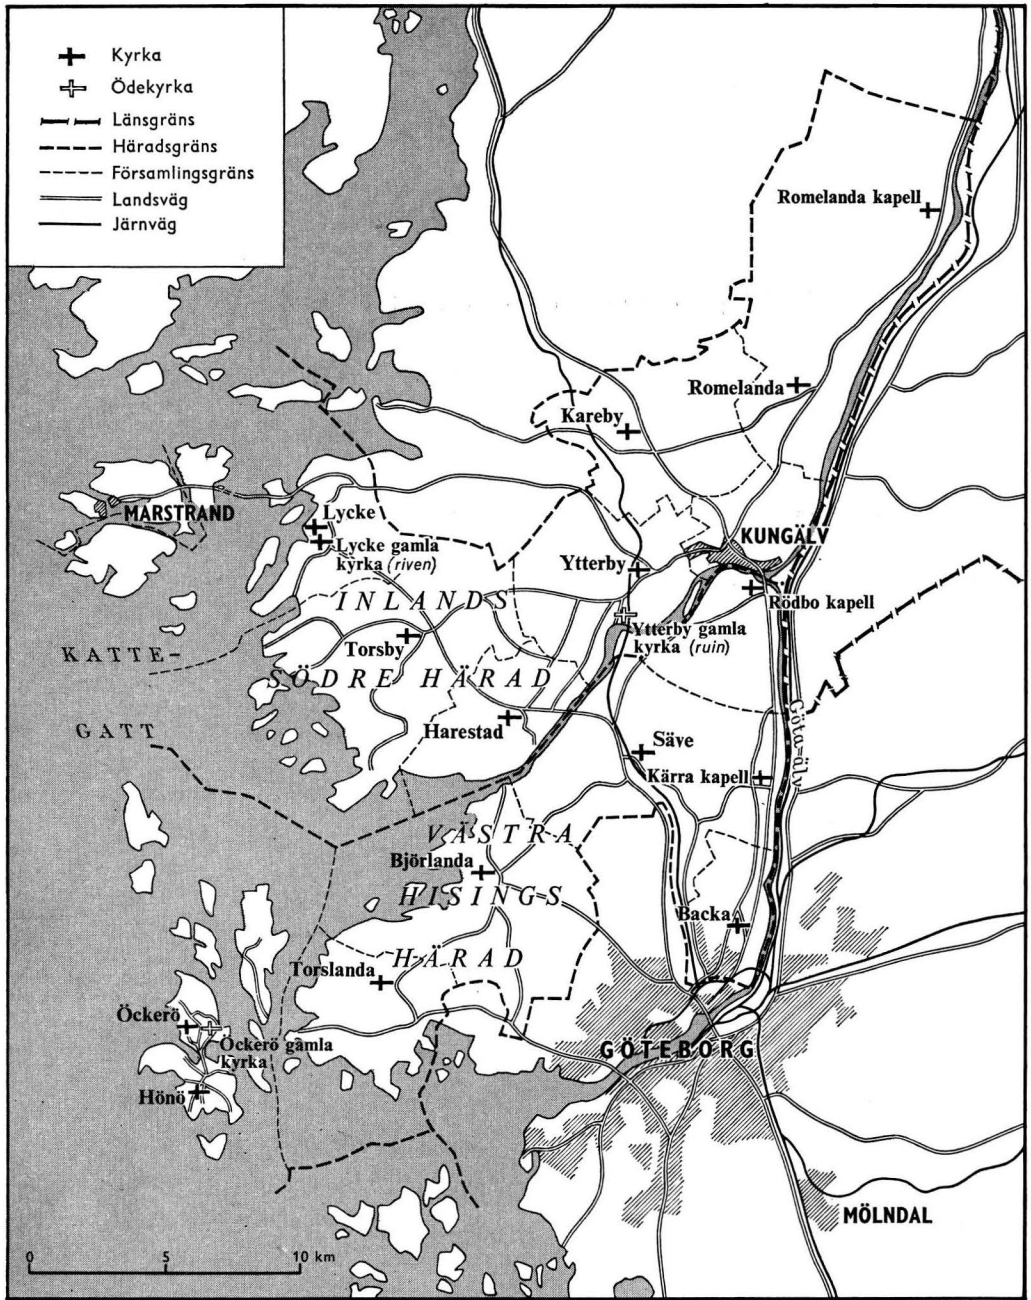 Kyrka
Ödekyrka
Länsgräns
Häradsgräns
Församlingsgräns
Landsväg
Järnväg
Romelanda kapell
Romelanda
Kareby
MARSTRAND
Lycke
Lycke gamla
kyrka (riven)
KUNGÄLV
Ytterby
Rödbo kapell
INLANDS
Ytterby gamla
kyrka (ruin)
Torsby
KATTE-
SÖDRE HÄRAD
GATT
Harestad
Säve
Göta älv
Kärra kapell
VÄSTRA
Björlanda
HISINGS
Backa
HÄRAD
Torslanda
Öckerö
Öckerö gamla
kyrka
GÖTEBORG
Hönö
MÖLNDAL
0 5 10 km